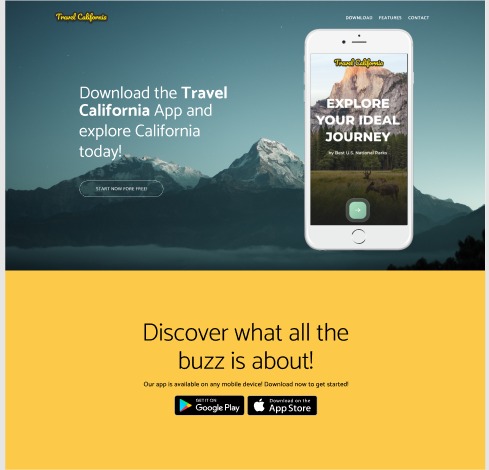 Travel California
DOWNLOAD FEATURES CONTACT
Download the Travel
California App and
explore California
today!
START NOW FORE FREE!
Travel California
EXPLORE
YOUR IDEAL
JOURNEY
by Best U.S. National Parks
Discover what all the
buzz is about!
Our app is available on any mobile device! Download now to get started!
GET IT ON
Google Play
Download on the
App Store